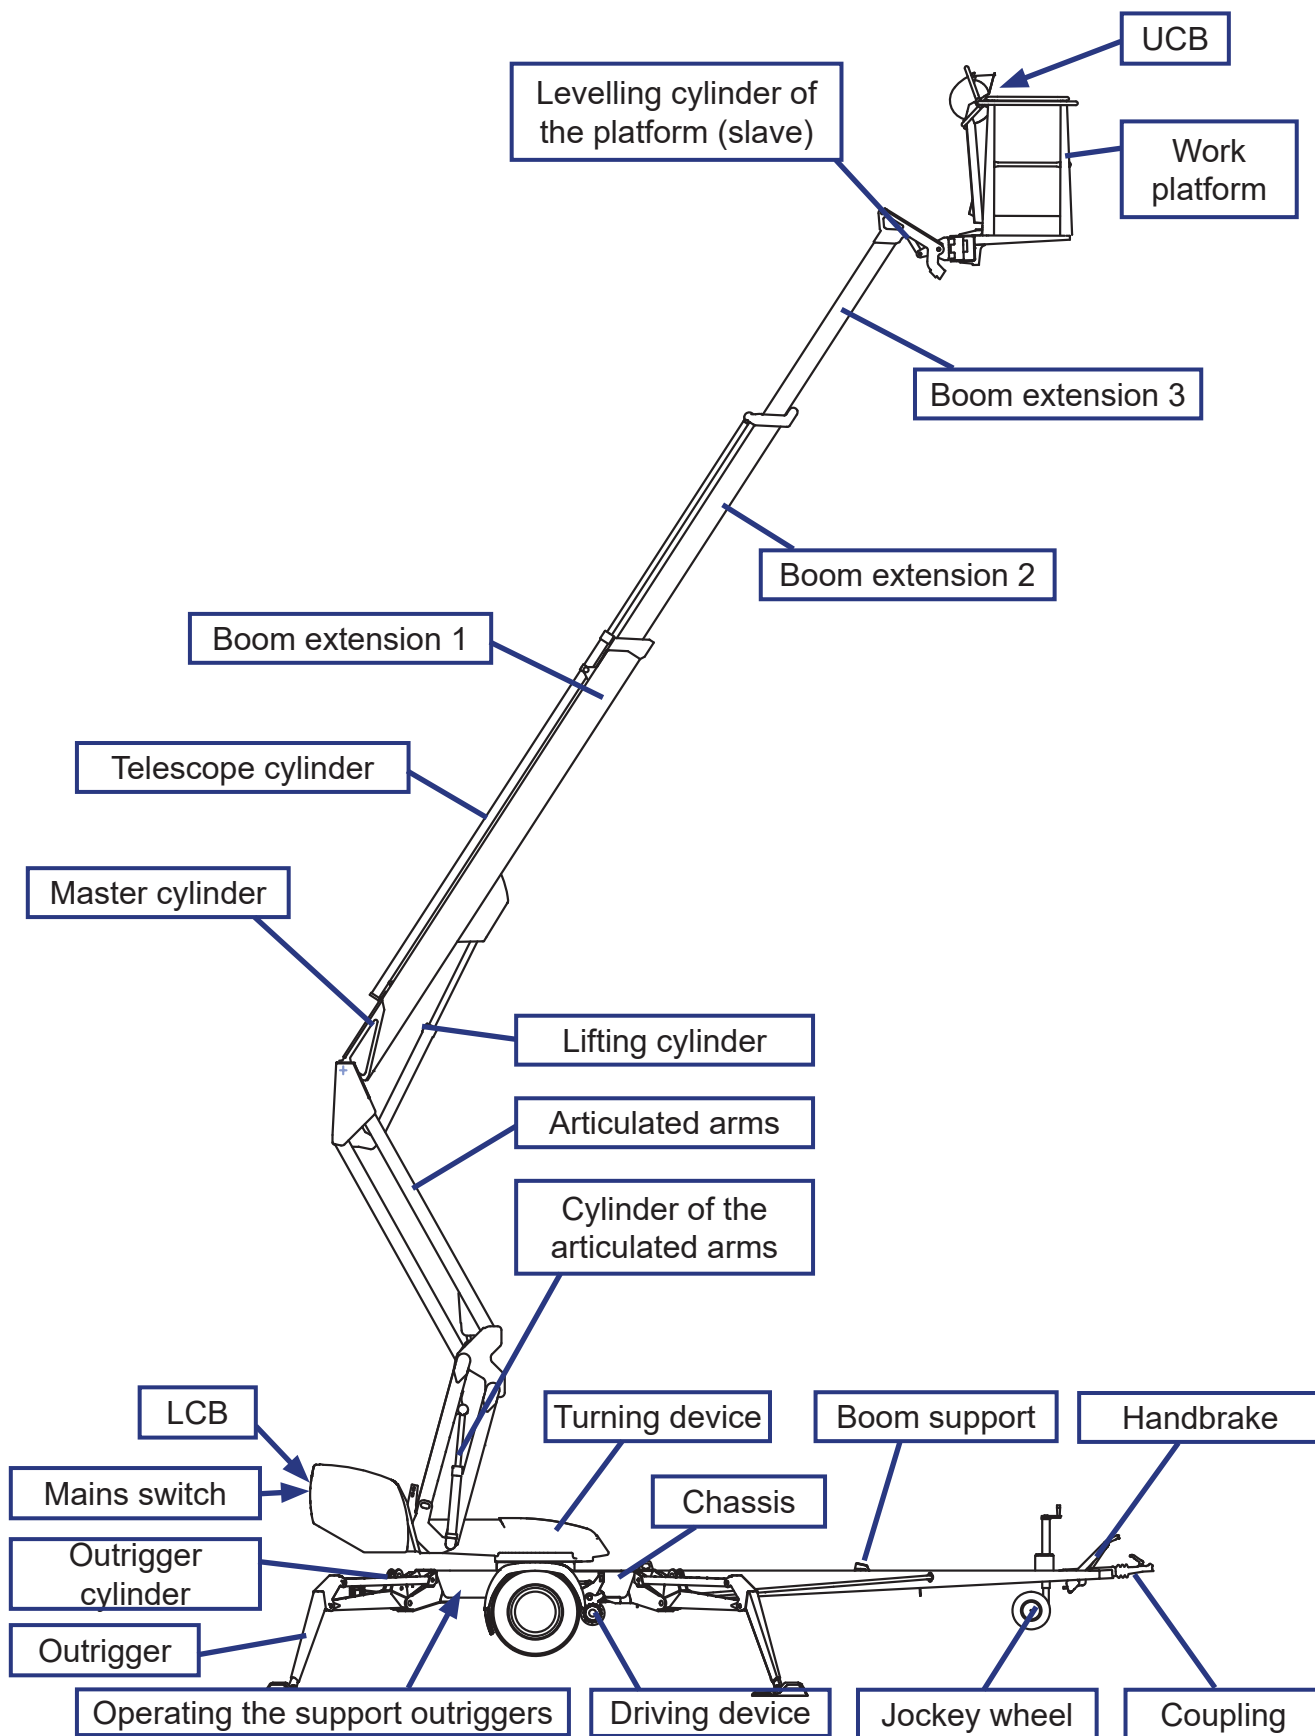 UCB
Levelling cylinder of
the platform (slave)
Work
platform
Boom extension 3
Boom extension 2
Boom extension 1
Telescope cylinder
Master cylinder
Lifting cylinder
Articulated arms
Cylinder of the
articulated arms
LCB
Turning device
Boom support
Handbrake
Mains switch
Chassis
Outrigger
cylinder
Outrigger
Operating the support outriggers
Driving device
Jockey wheel
Coupling